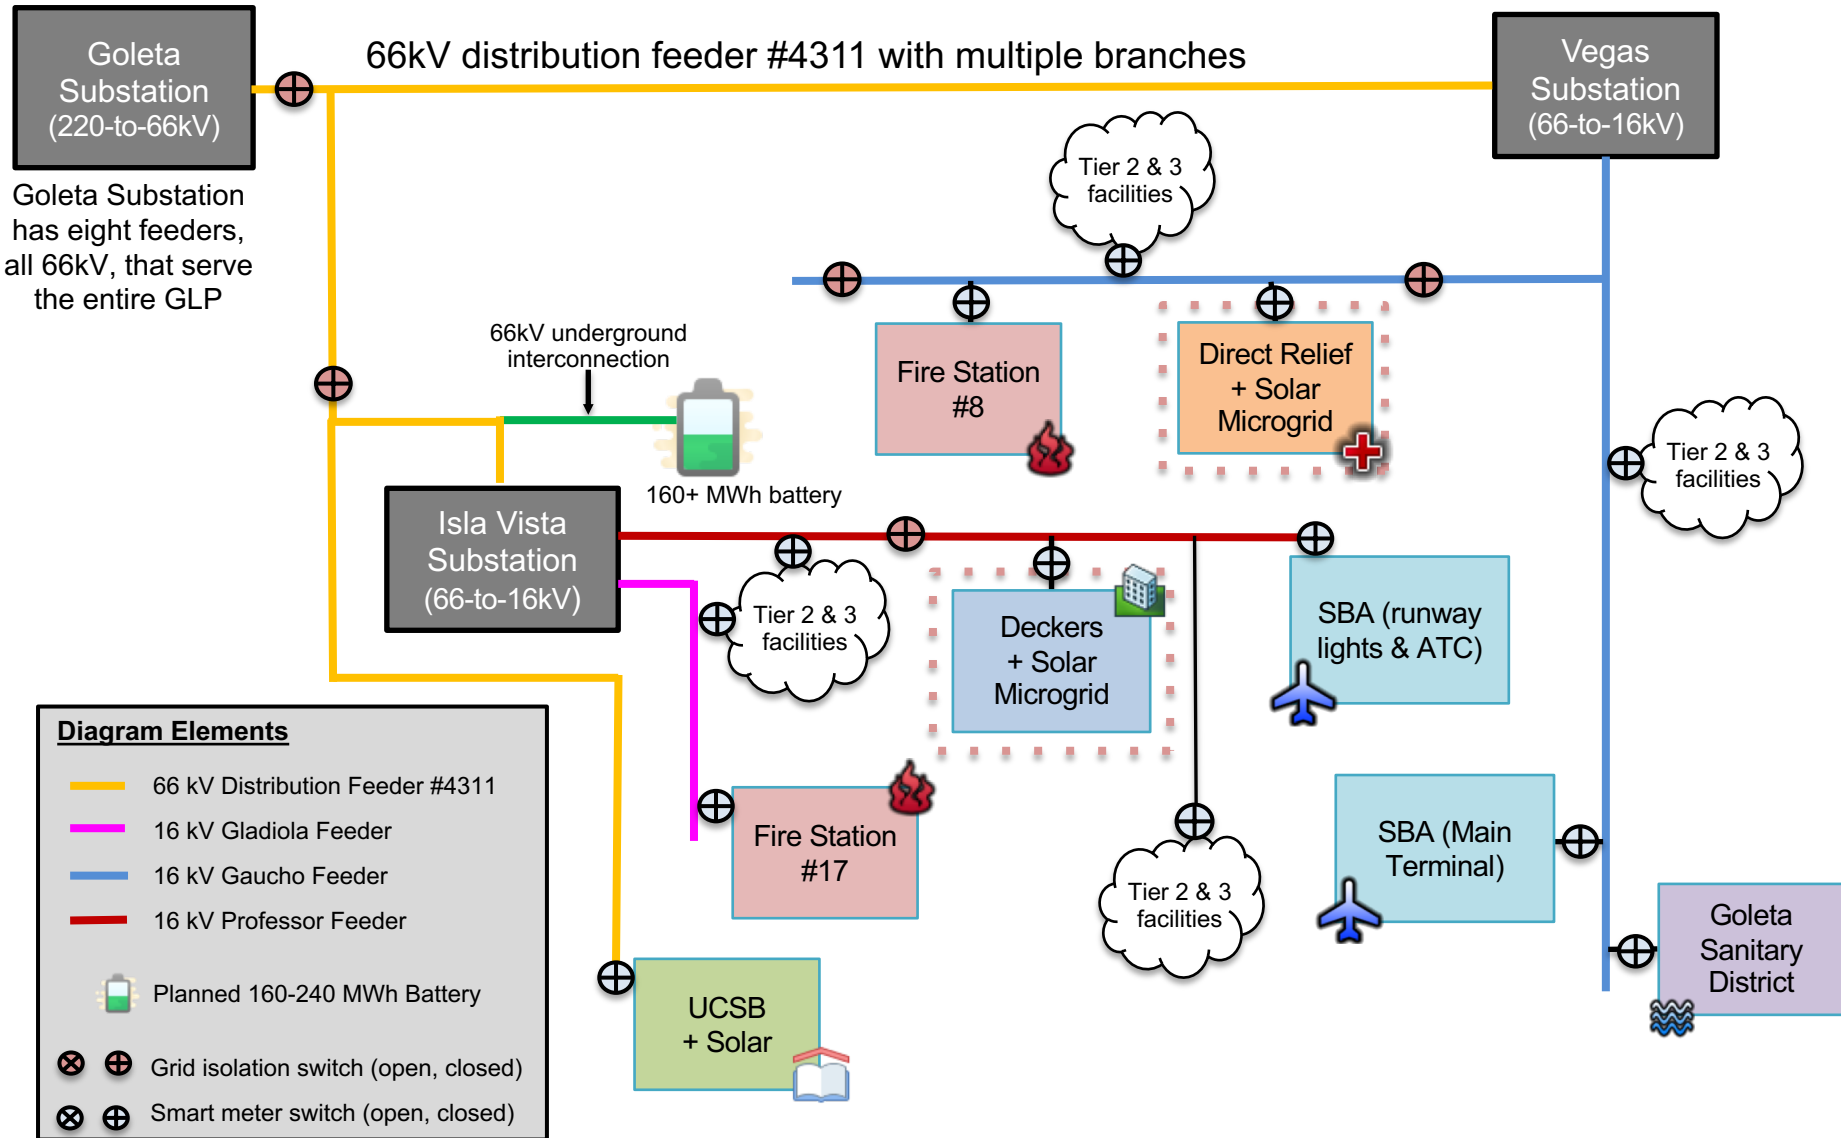 Goleta
Substation
(220-to-66kV)
66kV distribution feeder #4311 with multiple branches
Vegas
Substation
(66-to-16kV)
Goleta Substation
has eight feeders,
all 66kV, that serve
the entire GLP
Tier 2 & 3
facilities
66kV underground
interconnection
160+ MWh battery
Fire Station
#8
Direct Relief
+ Solar
Microgrid
Tier 2 & 3
facilities
Isla Vista
Substation
(66-to-16kV)
Tier 2 & 3
facilities
Deckers
+ Solar
Microgrid
SBA (runway
lights & ATC)
Fire Station
#17
Tier 2 & 3
facilities
SBA (Main
Terminal)
Goleta
Sanitary
District
UCSB
+ Solar
Diagram Elements
66 kV Distribution Feeder #4311
16 kV Gladiola Feeder
16 kV Gaucho Feeder
16 kV Professor Feeder
Planned 160-240 MWh Battery
Grid isolation switch (open, closed)
Smart meter switch (open, closed)